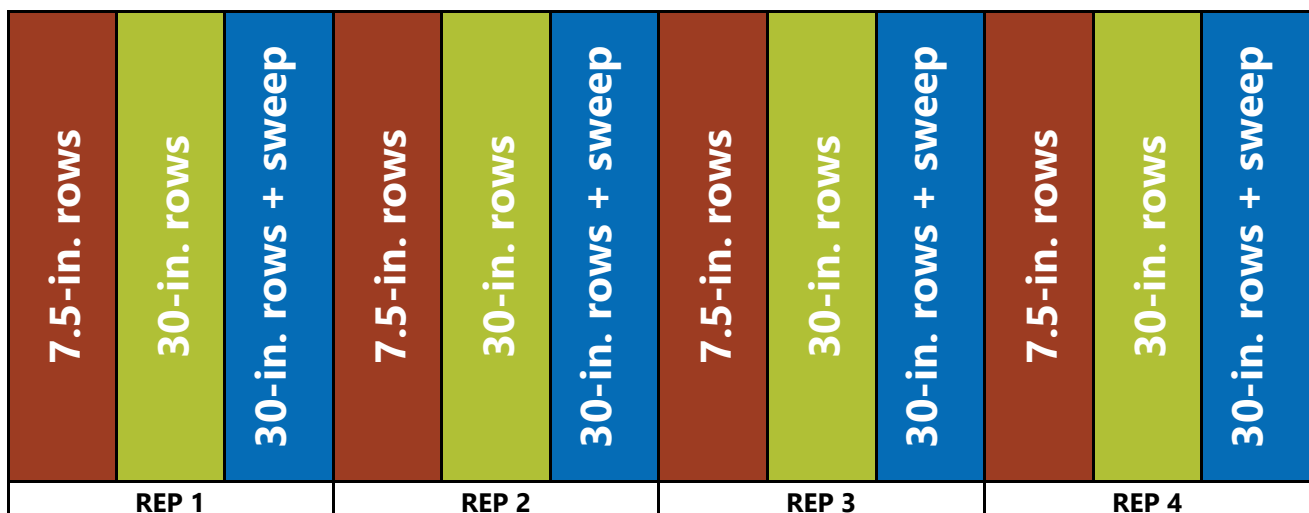 7.5-in. rows
30-in. rows
30-in. rows + sweep
7.5-in. rows
30-in. rows
30-in. rows + sweep
7.5-in. rows
30-in. rows
30-in. rows + sweep
7.5-in. rows
30-in. rows
30-in. rows + sweep
REP 1
REP 2
REP 3
REP 4